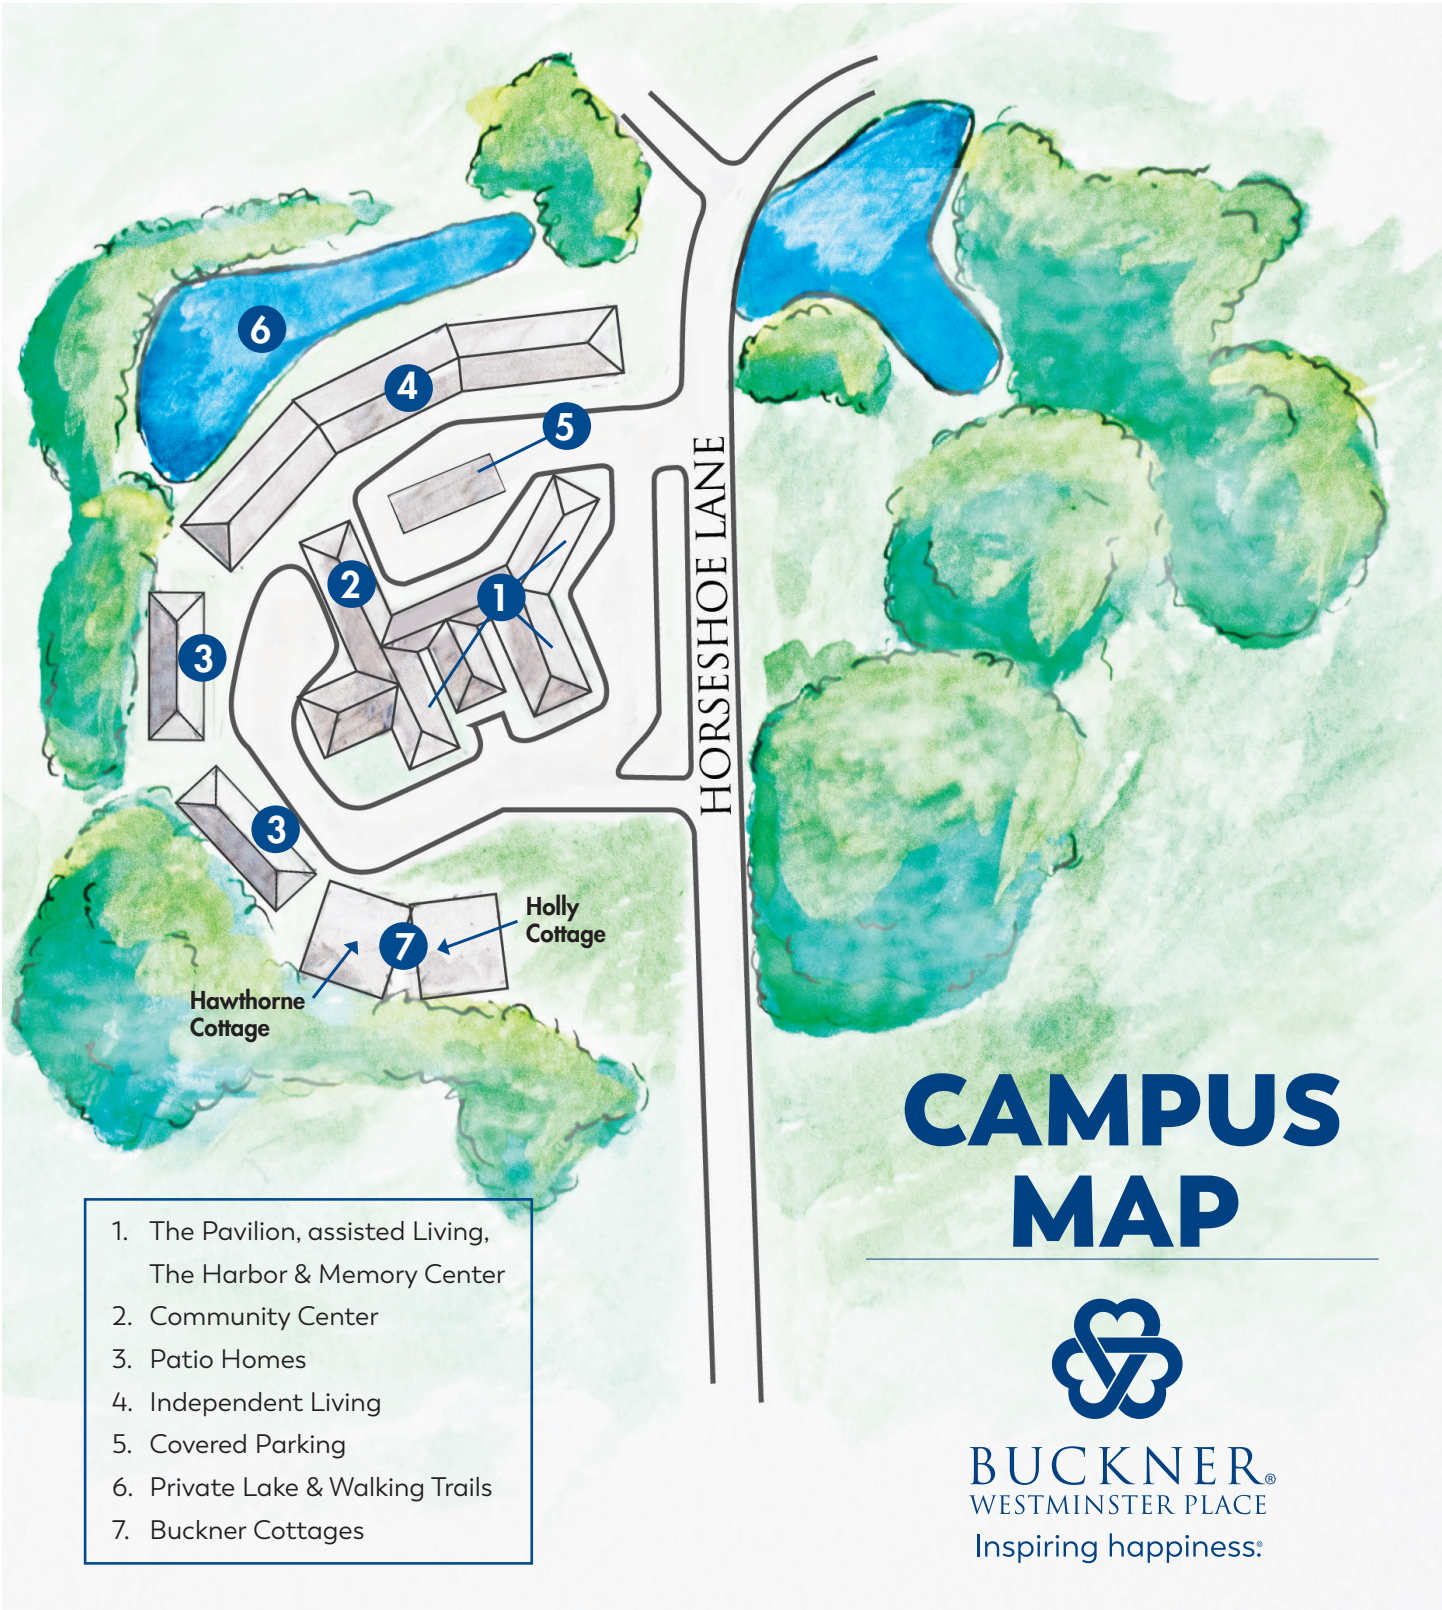 6
4
5
HORSESHOE LANE
2
1
3
3
Holly
Cottage
7
Hawthorne
Cottage
CAMPUS
MAP
1. The Pavilion, assisted Living,
The Harbor & Memory Center
2. Community Center
3. Patio Homes
4. Independent Living
5. Covered Parking
6. Private Lake & Walking Trails
7. Buckner Cottages
BUCKNER®
WESTMINSTER PLACE
Inspiring happiness®